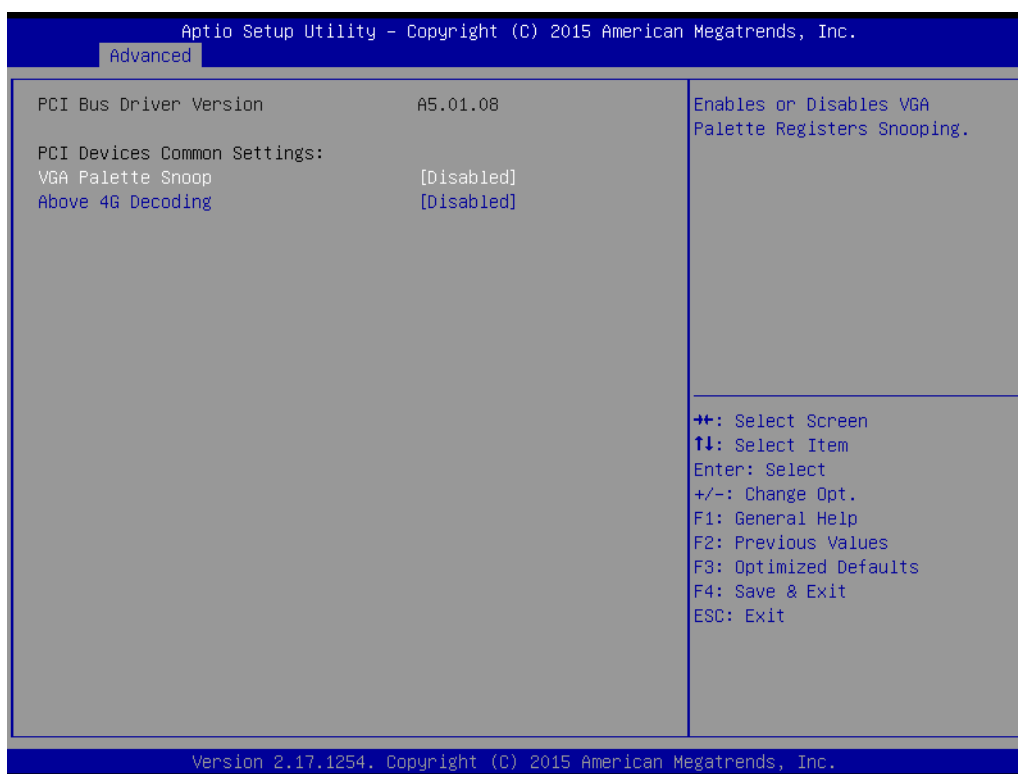 Aptio Setup Utility – Copyright (C) 2015 American Megatrends, Inc.
Advanced
PCI Bus Driver Version A5.01.08
PCI Devices Common Settings:
VGA Palette Snoop [Disabled]
Above 4G Decoding [Disabled]
Enables or Disables VGA
Palette Registers Snooping.
→←: Select Screen
↑↓: Select Item
Enter: Select
+/-: Change Opt.
F1: General Help
F2: Previous Values
F3: Optimized Defaults
F4: Save & Exit
ESC: Exit
Version 2.17.1254. Copyright (C) 2015 American Megatrends, Inc.